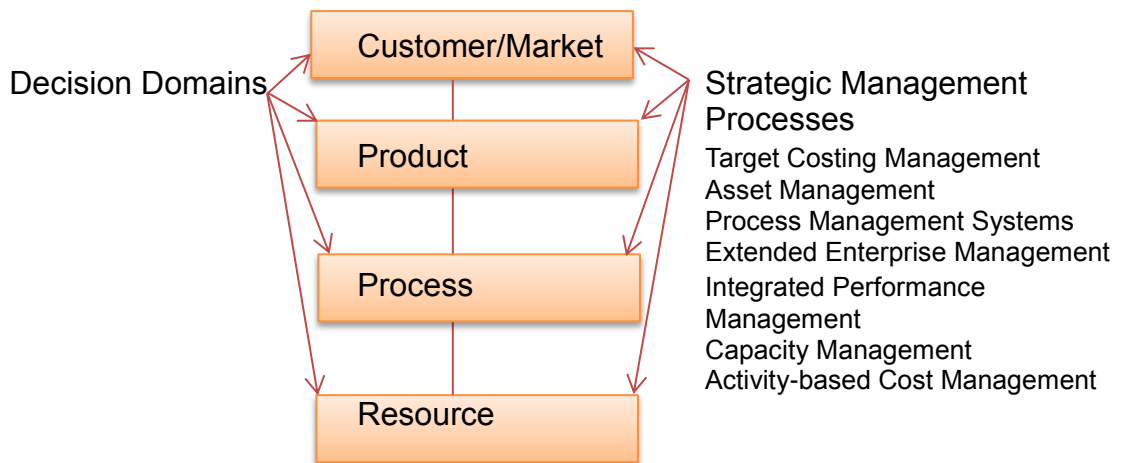 Customer/Market
Decision Domains
Product
Process
Resource
Strategic Management
Processes
Target Costing Management
Asset Management
Process Management Systems
Extended Enterprise Management
Integrated Performance
Management
Capacity Management
Activity-based Cost Management